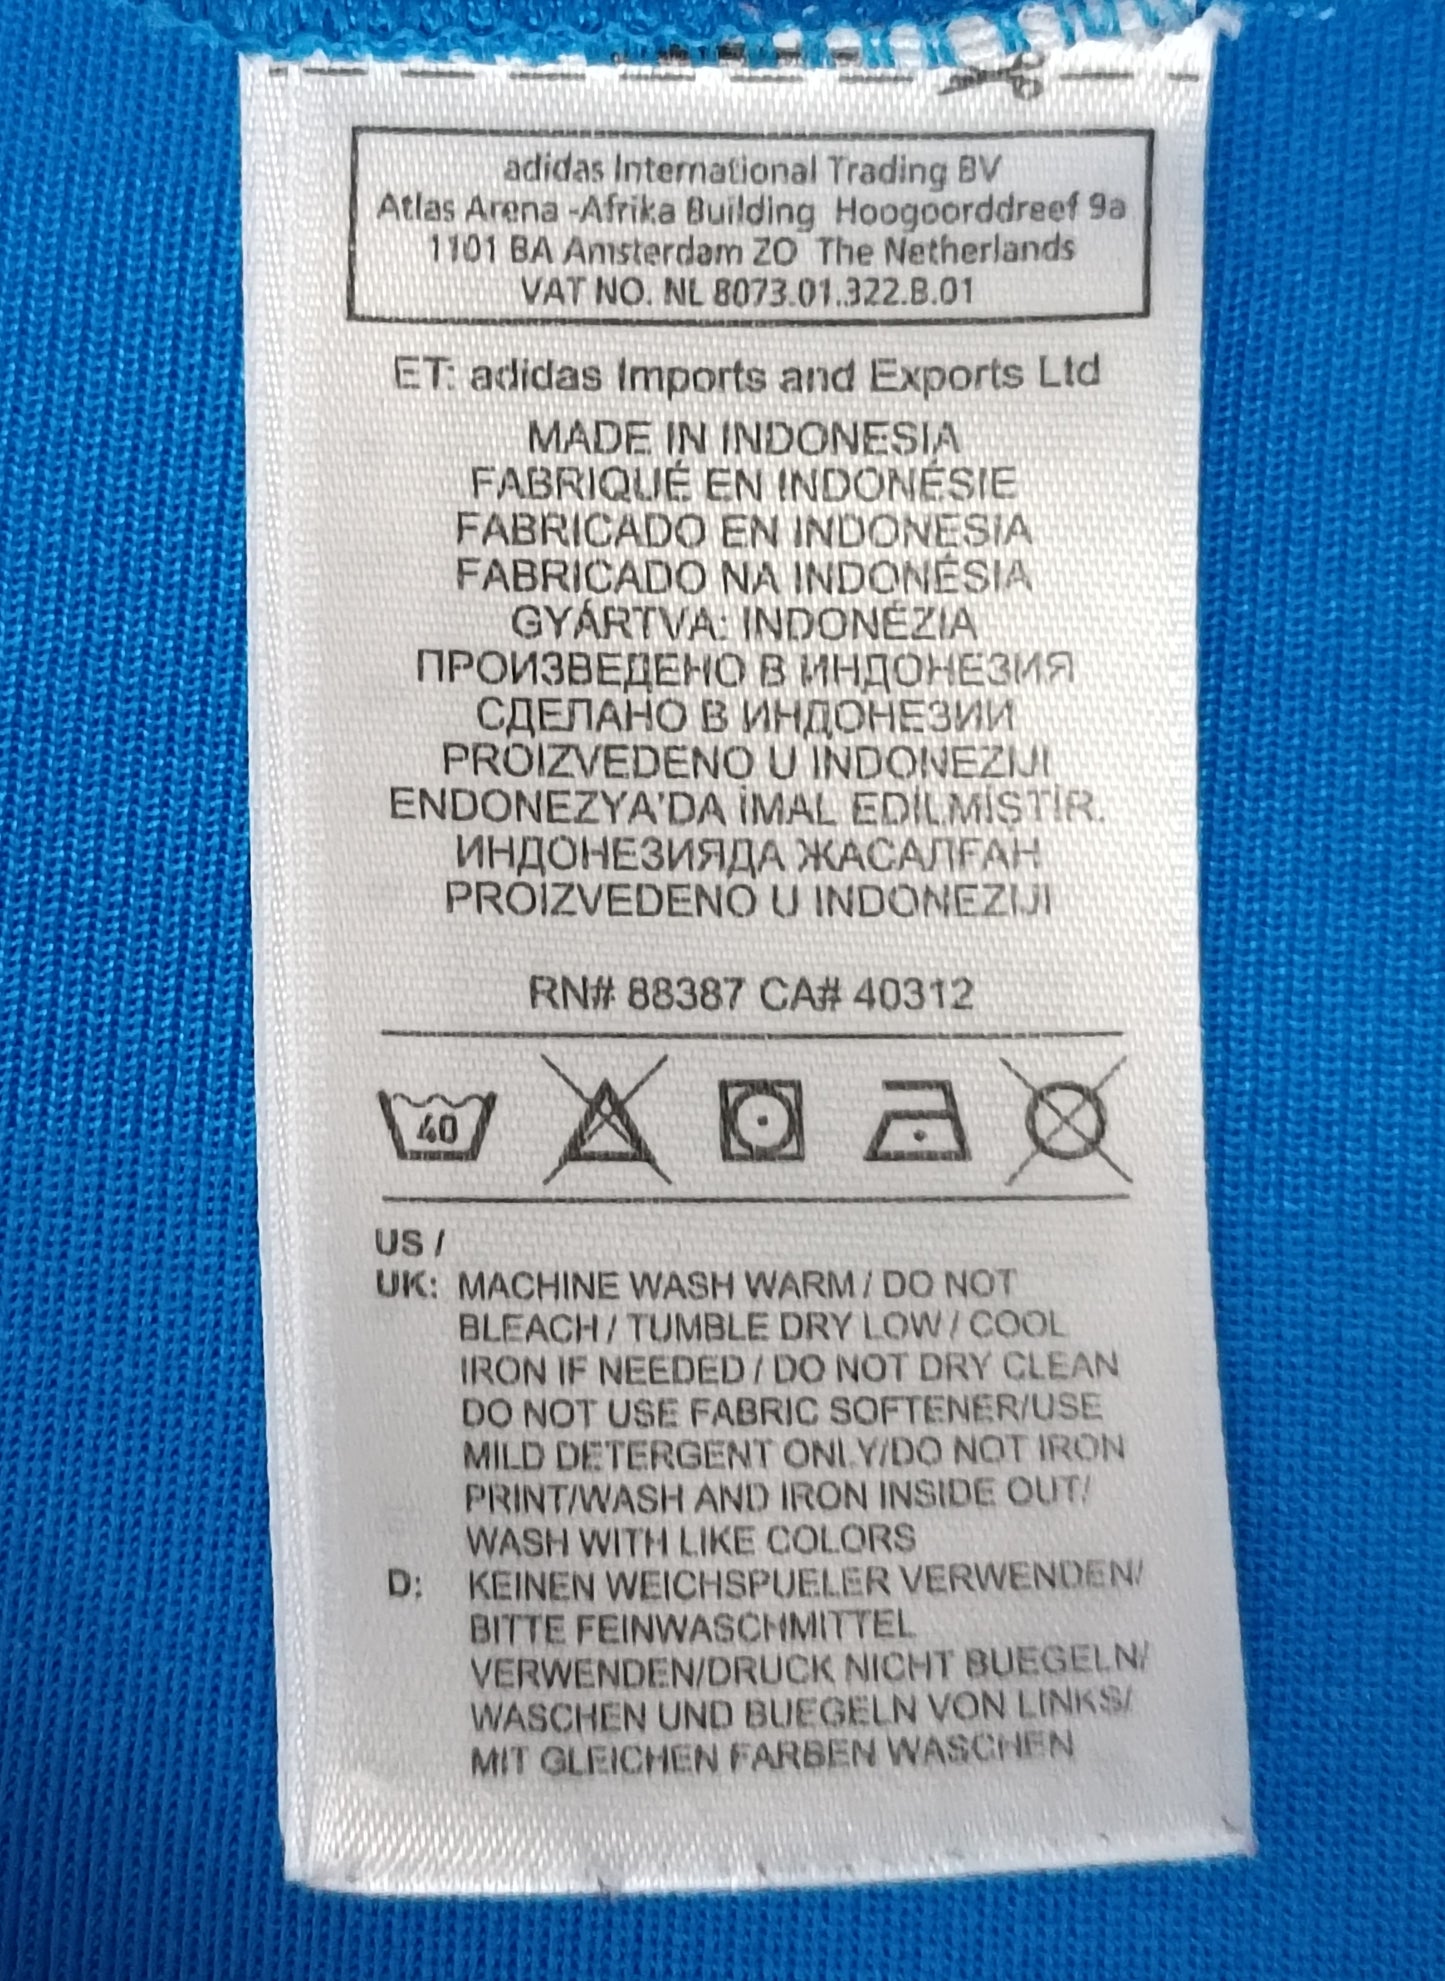 adidas International Trading BV
Atlas Arena -Afrika Building Hoogoorddreef 9a
1101 BA Amsterdam ZO The Netherlands
VAT NO. NL 8073.01.322.B.01
ET: adidas Imports and Exports Ltd
MADE IN INDONESIA
FABRIQUÉ EN INDONÉSIE
FABRICADO EN INDONESIA
FABRICADO NA INDONÉSIA
GYÁRTVA: INDONÉZIA
ПРОИЗВЕДЕНО В ИНДОНЕЗИЯ
СДЕЛАНО В ИНДОНЕЗИИ
PROIZVEDENO U INDONEZIJI
ENDONEZYA'DA İMAL EDİLMİŞTİR.
ИНДОНЕЗИЯДА ЖАСАЛҒАН
PROIZVEDENO U INDONEZIJI
RN# 88387 CA# 40312
40
US /
UK: MACHINE WASH WARM / DO NOT
BLEACH / TUMBLE DRY LOW / COOL
IRON IF NEEDED / DO NOT DRY CLEAN
DO NOT USE FABRIC SOFTENER/USE
MILD DETERGENT ONLY/DO NOT IRON
PRINT/WASH AND IRON INSIDE OUT/
WASH WITH LIKE COLORS
D: KEINEN WEICHSPUELER VERWENDEN/
BITTE FEINWASCHMITTEL
VERWENDEN/DRUCK NICHT BUEGELN/
WASCHEN UND BUEGELN VON LINKS/
MIT GLEICHEN FARBEN WASCHEN